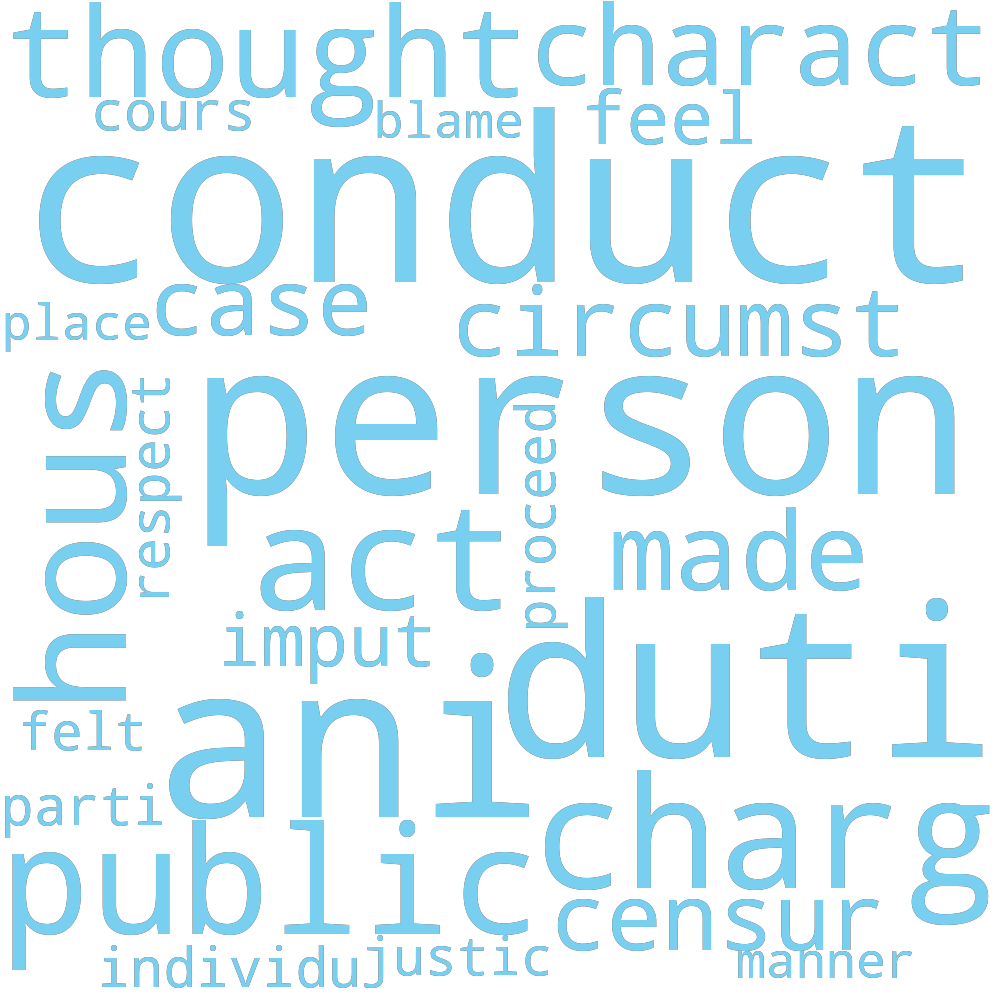 thought charact
cours blame feel
conduct
place case circumst
hous respect person proceed
act made
imput duti
felt ani
parti charg
public censur
individu justic manner